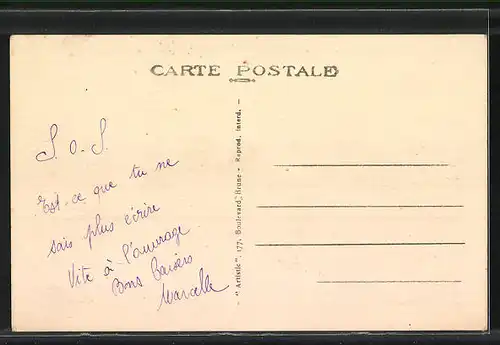 CARTE POSTALE
S.O.S.
Est-ce que tu ne
sais plus écrire
Vite à l'ouvrage
Bons Baisers
Marcelle
"Artistic", 177, Boulevard Brune - Reprod. Interd. -